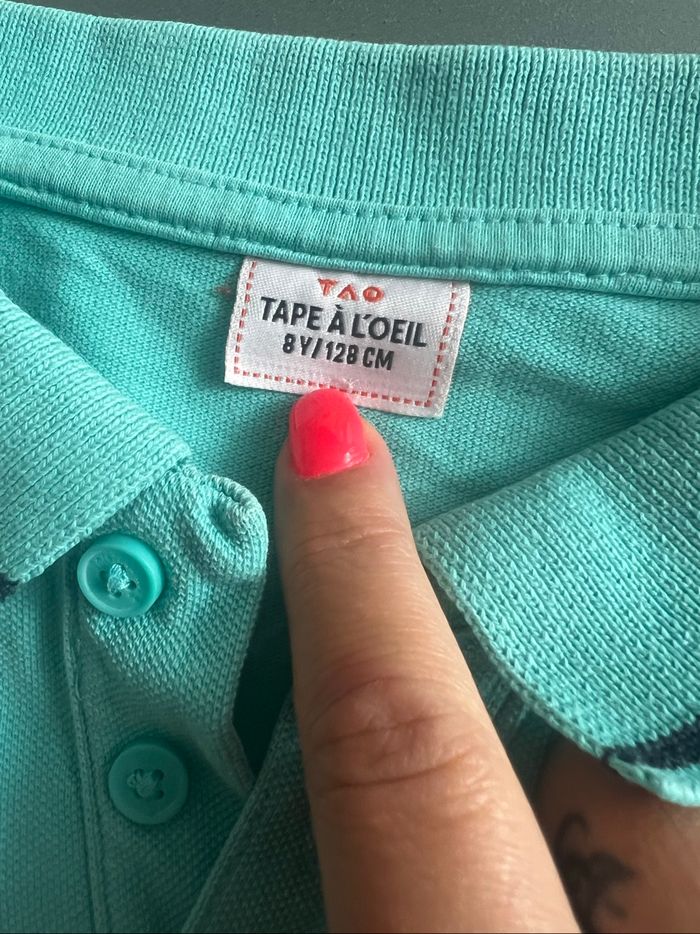 TAO
TAPE À L'OEIL
8Y/128 CM